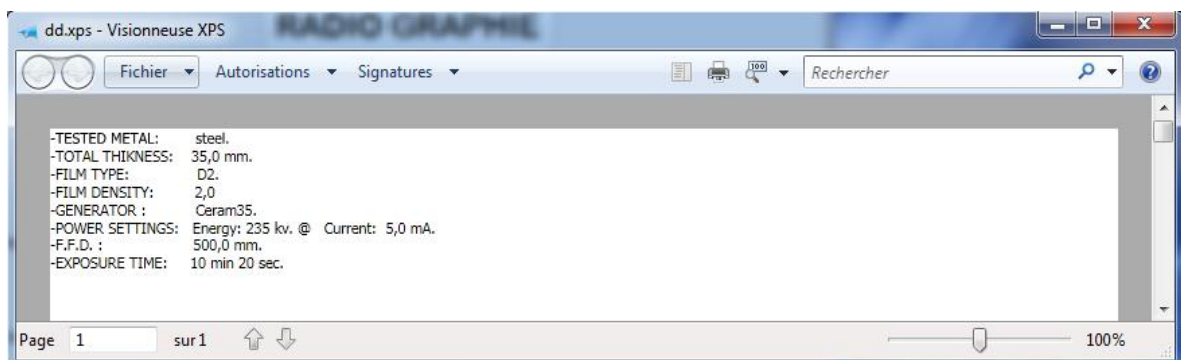 RADIO GRAPHIE
dd.xps - Visionneuse XPS
Fichier Autorisations Signatures 100 Rechercher
-TESTED METAL: steel.
-TOTAL THIKNESS: 35,0 mm.
-FILM TYPE: D2.
-FILM DENSITY: 2,0
-GENERATOR : Ceram35.
-POWER SETTINGS: Energy: 235 kv. @ Current: 5,0 mA.
-F.F.D. : 500,0 mm.
-EXPOSURE TIME: 10 min 20 sec.
Page 1 sur 1 100%